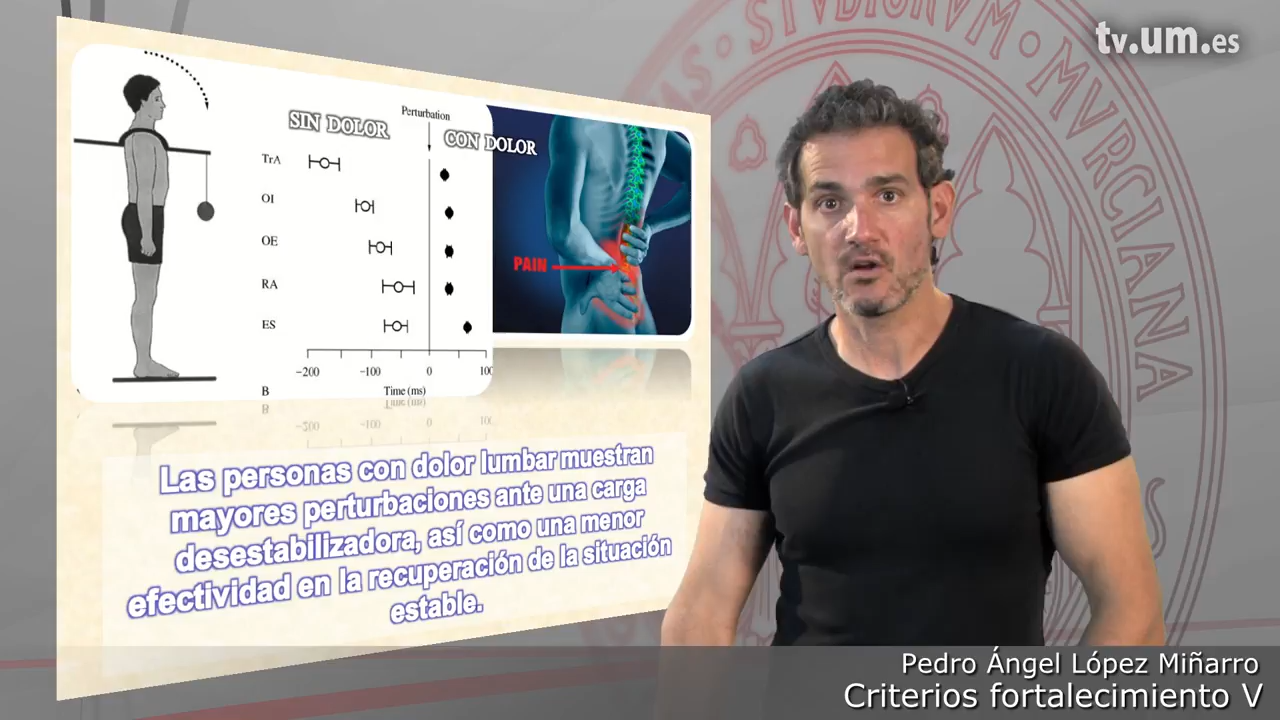 tv.um.es
STVDIORVM
MVRCIANA
Perturbation
SIN DOLOR
CON DOLOR
TrA
OI
OE
RA
ES
PAIN
−200 −100 0 100
B Time (ms)
Las personas con dolor lumbar muestran
mayores perturbaciones ante una carga
desestabilizadora, así como una menor
efectividad en la recuperación de la situación
estable.
Pedro Ángel López Miñarro
Criterios fortalecimiento V